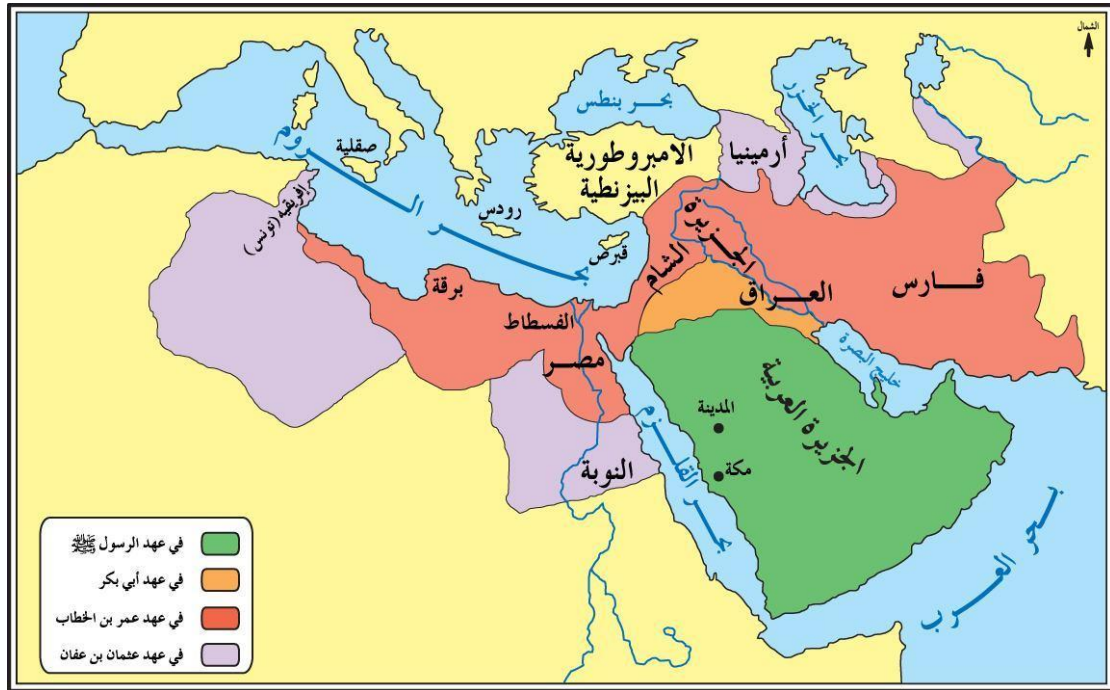 الشمال
بحر بنطس
بحر الخزر
صقلية
بحر الروم
الامبروطورية
البيزنطية
أرمينيا
إفريقيه (تونس)
رودس
قبرص
الجزيرة
الشام
برقة
العراق
فارس
الفسطاط
مصر
خليج البصرة
المدينة
الجزيرة العربية
مكة
بحر القلزم
النوبة
بحر العرب
في عهد الرسول ﷺ
في عهد أبي بكر
في عهد عمر بن الخطاب
في عهد عثمان بن عفان